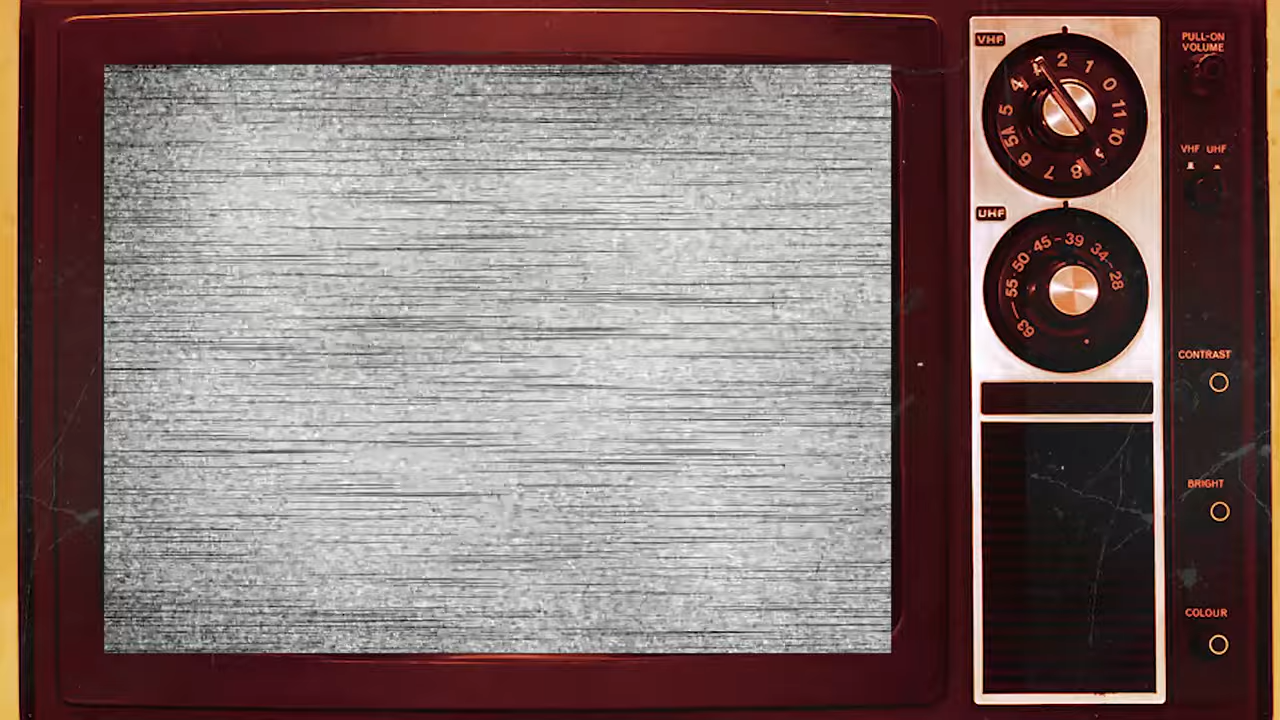 VHF
2
1
0
11
10
8
7
6
5A
5
4
PULL-ON
VOLUME
VHF UHF
UHF
63-55-50-45-39 34-28
CONTRAST
BRIGHT
COLOUR